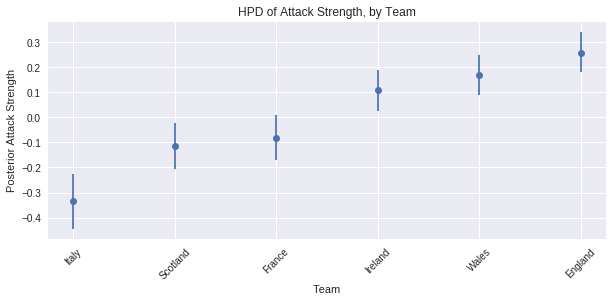 HPD of Attack Strength, by Team
Posterior Attack Strength
0.3
0.2
0.1
0.0
−0.1
−0.2
−0.3
−0.4
Italy
Scotland
France
Ireland
Wales
England
Team